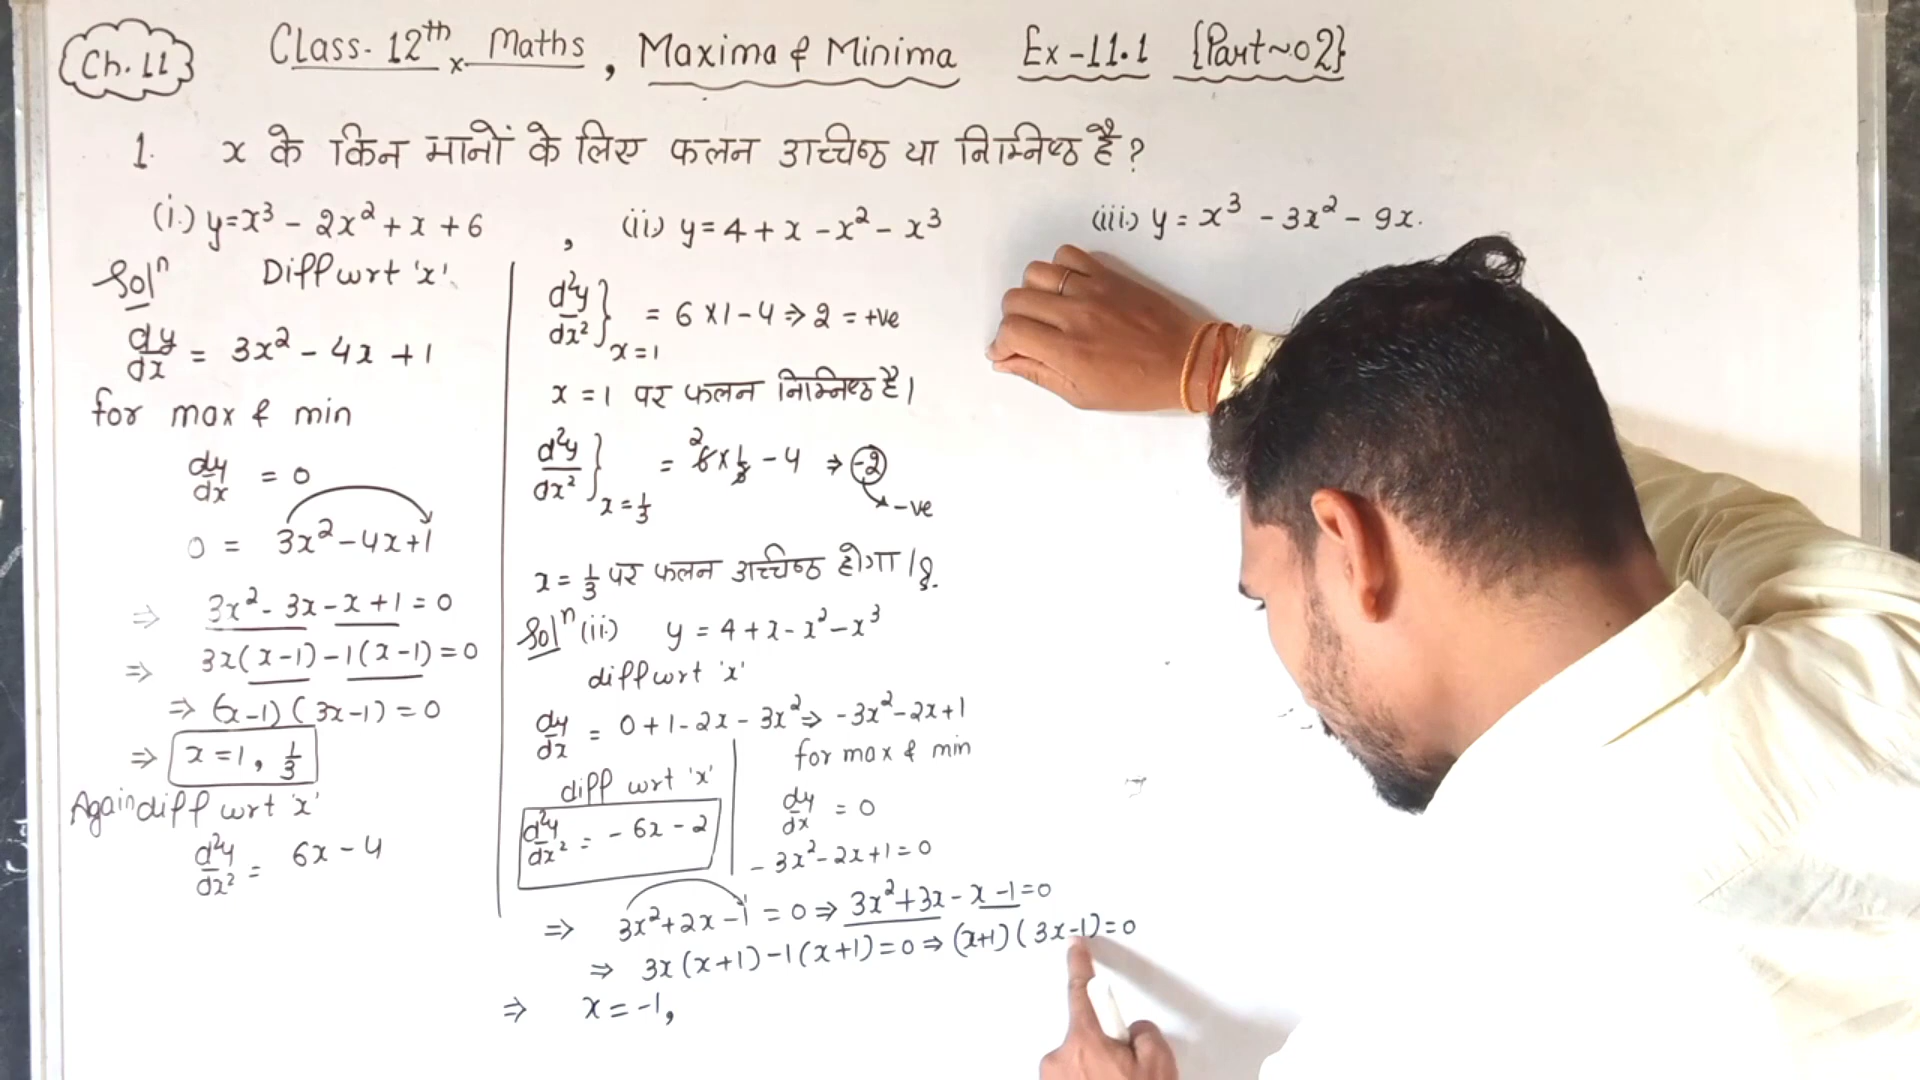 Ch. 11
Class- 12th Maths, Maxima & Minima Ex-11.1 {Part~02}
1. x के किन मानों के लिए फलन उच्चिष्ठ या निम्निष्ठ है?
(i.) y=x³ - 2x² + x + 6 , (ii) y = 4 + x - x² - x³ (iii.) y = x³ - 3x² - 9x.
Solⁿ Diff wrt 'x'.
dy/dx = 3x² - 4x + 1
for max & min
dy/dx = 0
0 = 3x² - 4x + 1
⇒ 3x² - 3x - x + 1 = 0
⇒ 3x(x-1) - 1(x-1) = 0
⇒ (x-1) (3x-1) = 0
⇒ x = 1, 1/3
Again diff wrt 'x'
d²y/dx² = 6x - 4
d²y/dx² }x=1 = 6 × 1 - 4 ⇒ 2 = +ve
x = 1 पर फलन निम्निष्ठ है।
d²y/dx² }x=1/3 = 6 2 × 1/3 - 4 ⇒ -2
-ve
x = 1/3 पर फलन उच्चिष्ठ होगा।
Solⁿ (ii.) y = 4 + x - x² - x³
diff wrt 'x'
dy/dx = 0 + 1 - 2x - 3x² ⇒ -3x² - 2x + 1
diff wrt 'x'
d²y/dx² = - 6x - 2
for max & min
dy/dx = 0
- 3x² - 2x + 1 = 0
⇒ 3x² + 2x - 1 = 0 ⇒ 3x² + 3x - x - 1 = 0
⇒ 3x (x+1) - 1 (x+1) = 0 ⇒ (x+1) (3x-1) = 0
⇒ x = -1,